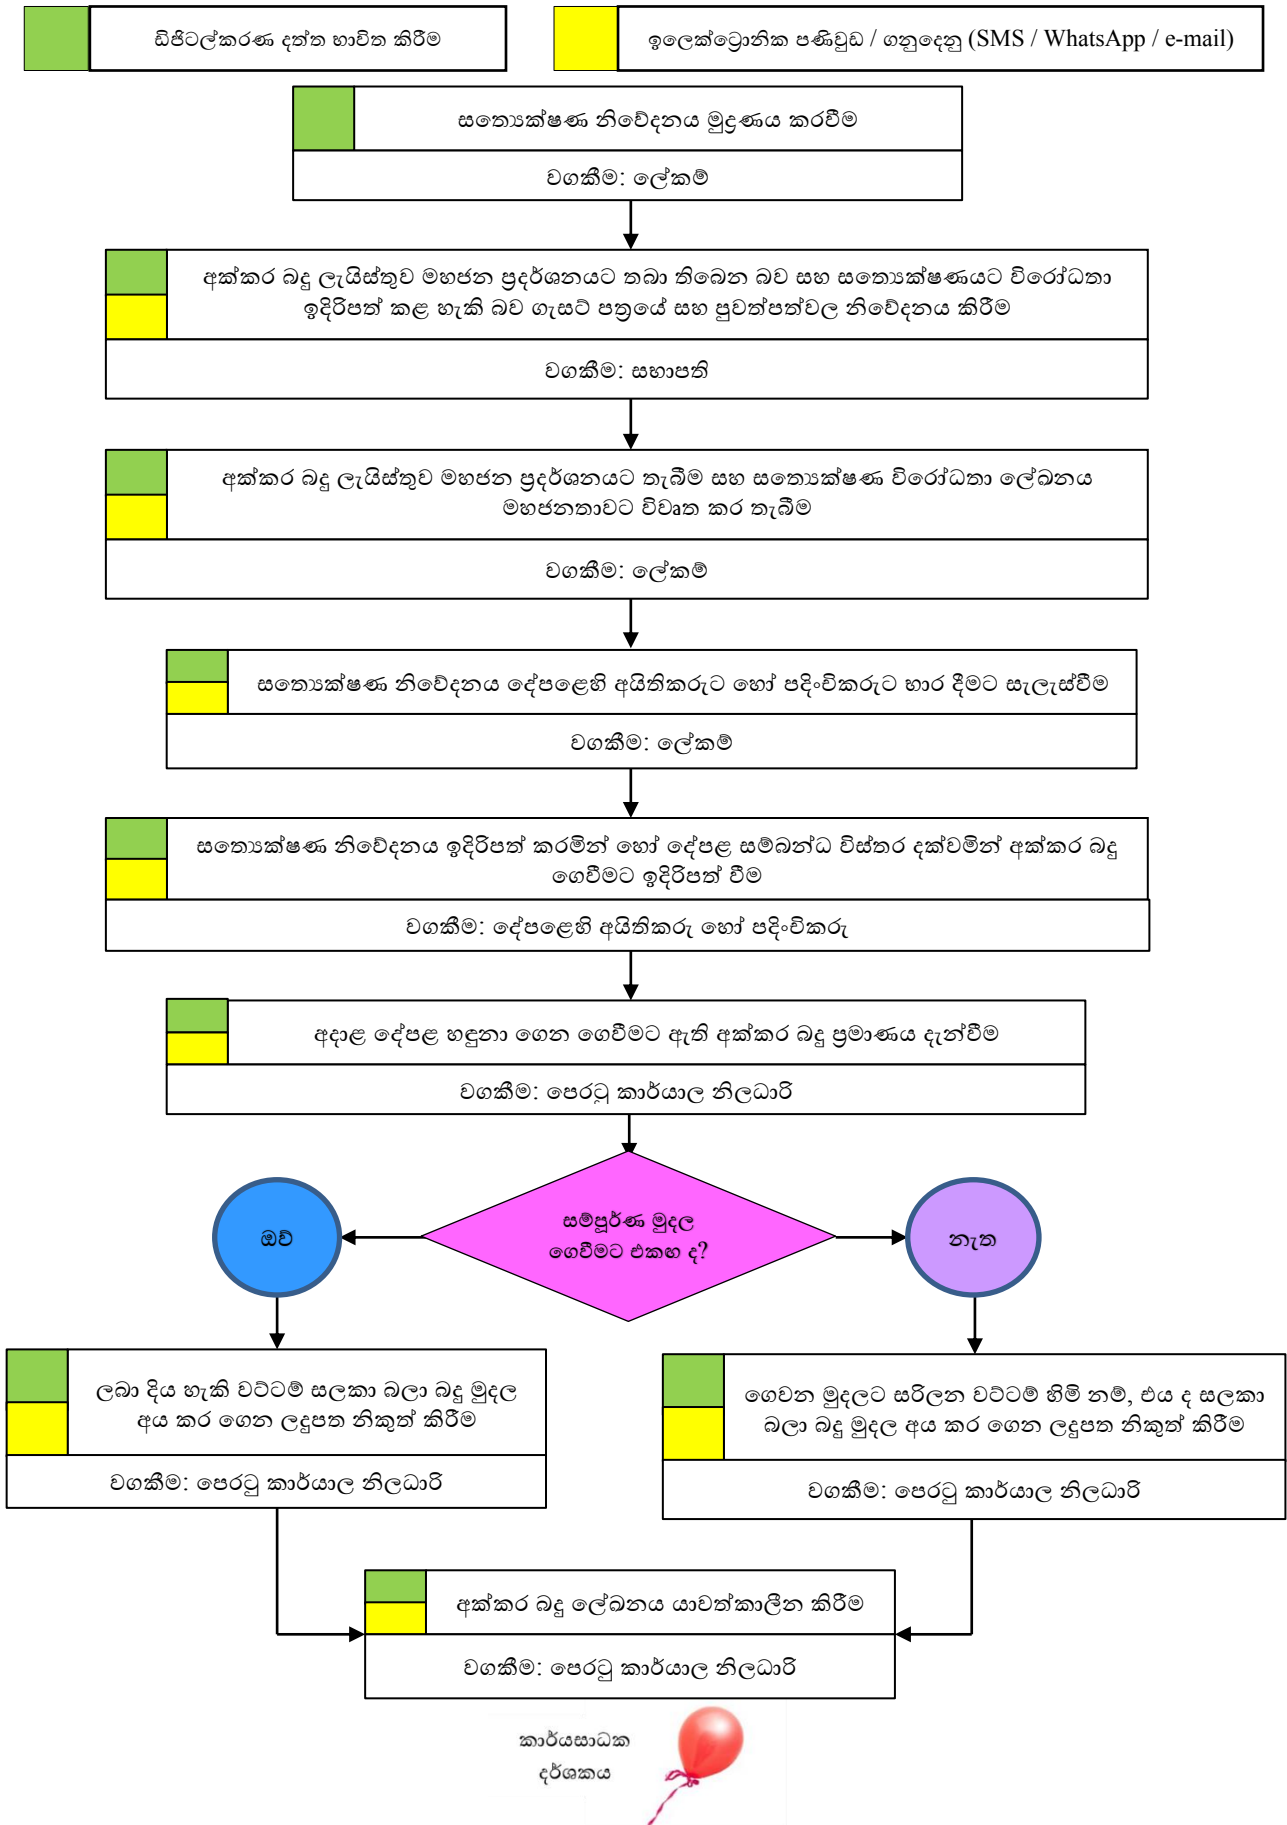 ඩිජිටල්කරණ දත්ත භාවිත කිරීම
ඉලෙක්ට්‍රොනික පණිවුඩ / ගනුදෙනු (SMS / WhatsApp / e-mail)
සත්‍යෙක්ෂණ නිවේදනය මුද්‍රණය කරවීම
වගකීම: ලේකම්
අක්කර බදු ලැයිස්තුව මහජන ප්‍රදර්ශනයට තබා තිබෙන බව සහ සත්‍යෙක්ෂණයට විරෝධතා
ඉදිරිපත් කළ හැකි බව ගැසට් පත්‍රයේ සහ පුවත්පත්වල නිවේදනය කිරීම
වගකීම: සභාපති
අක්කර බදු ලැයිස්තුව මහජන ප්‍රදර්ශනයට තැබීම සහ සත්‍යෙක්ෂණ විරෝධතා ලේඛනය
මහජනතාවට විවෘත කර තැබීම
වගකීම: ලේකම්
සත්‍යෙක්ෂණ නිවේදනය දේපළෙහි අයිතිකරුට හෝ පදිංචිකරුට භාර දීමට සැලැස්වීම
වගකීම: ලේකම්
සත්‍යෙක්ෂණ නිවේදනය ඉදිරිපත් කරමින් හෝ දේපළ සම්බන්ධ විස්තර දක්වමින් අක්කර බදු
ගෙවීමට ඉදිරිපත් වීම
වගකීම: දේපළෙහි අයිතිකරු හෝ පදිංචිකරු
අදාළ දේපළ හඳුනා ගෙන ගෙවීමට ඇති අක්කර බදු ප්‍රමාණය දැන්වීම
වගකීම: පෙරටු කාර්යාල නිලධාරි
සම්පූර්ණ මුදල
ගෙවීමට එකඟ ද?
ඔව්
නැත
ලබා දිය හැකි වට්ටම් සලකා බලා බදු මුදල
අය කර ගෙන ලදුපත නිකුත් කිරීම
වගකීම: පෙරටු කාර්යාල නිලධාරි
ගෙවන මුදලට සරිලන වට්ටම් හිමි නම්, එය ද සලකා
බලා බදු මුදල අය කර ගෙන ලදුපත නිකුත් කිරීම
වගකීම: පෙරටු කාර්යාල නිලධාරි
අක්කර බදු ලේඛනය යාවත්කාලීන කිරීම
වගකීම: පෙරටු කාර්යාල නිලධාරි
කාර්යසාධක
දර්ශකය